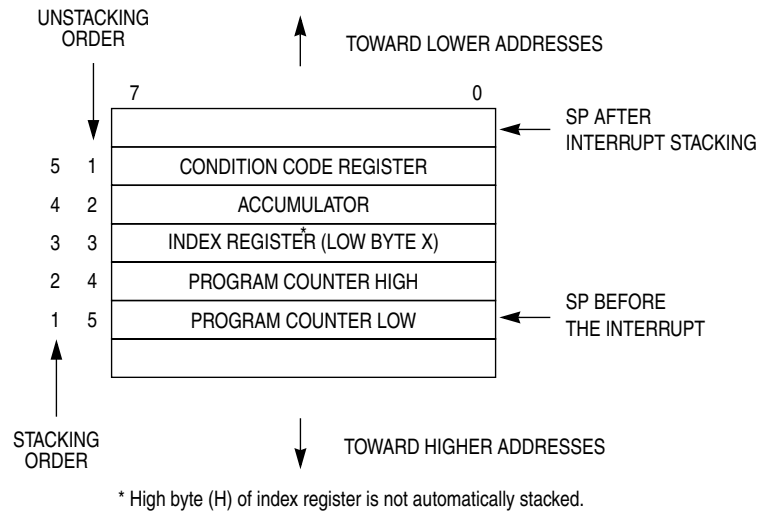 UNSTACKING
ORDER
TOWARD LOWER ADDRESSES
7 0
SP AFTER
INTERRUPT STACKING
5 1 CONDITION CODE REGISTER
4 2 ACCUMULATOR
3 3 INDEX REGISTER (LOW BYTE X)*
2 4 PROGRAM COUNTER HIGH
1 5 PROGRAM COUNTER LOW
SP BEFORE
THE INTERRUPT
STACKING
ORDER
TOWARD HIGHER ADDRESSES
* High byte (H) of index register is not automatically stacked.